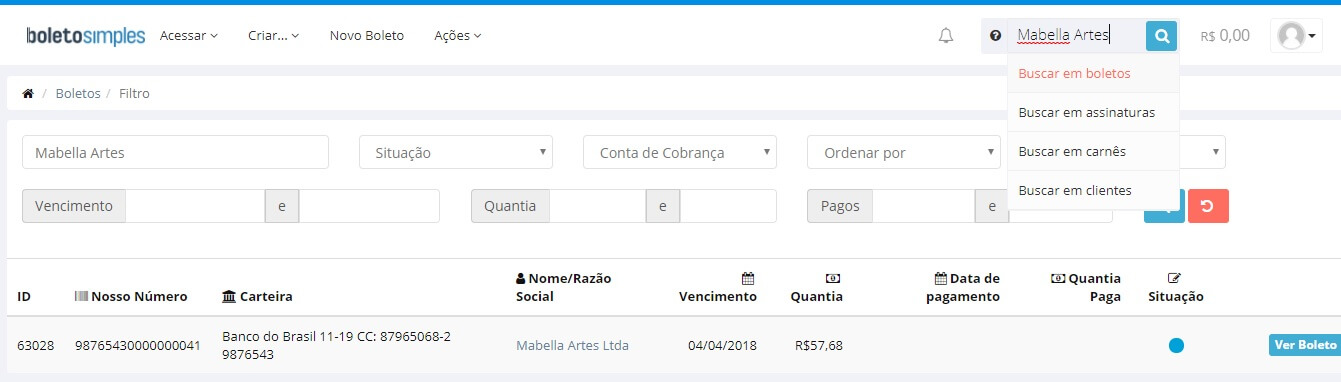 boletosimples Acessar Criar... Novo Boleto Ações Mabella Artes R$ 0,00
Buscar em boletos
Buscar em assinaturas
Buscar em carnês
Buscar em clientes
/ Boletos / Filtro
Mabella Artes Situação Conta de Cobrança Ordenar por
Vencimento e Quantia e Pagos e
ID Nosso Número Carteira Nome/Razão Social Vencimento Quantia Data de pagamento Quantia Paga Situação
63028 98765430000000041 Banco do Brasil 11-19 CC: 87965068-2 9876543 Mabella Artes Ltda 04/04/2018 R$57,68 Ver Boleto